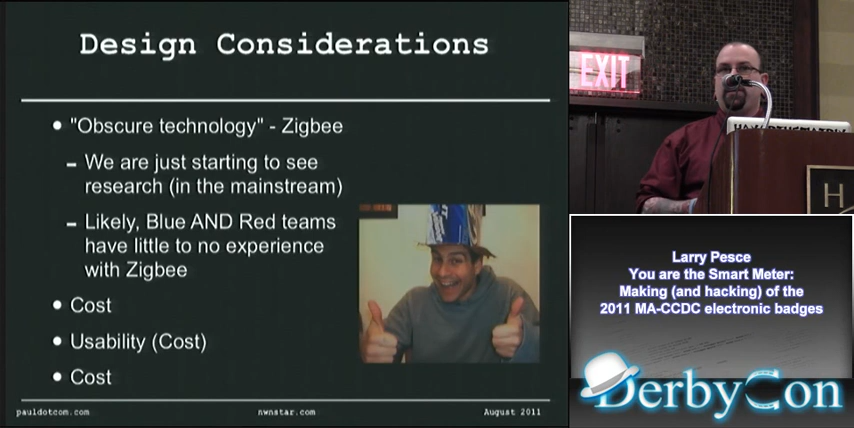 Design Considerations
"Obscure technology" - Zigbee
We are just starting to see
research (in the mainstream)
Likely, Blue AND Red teams
have little to no experience
with Zigbee
Cost
Usability (Cost)
Cost
pauldotcom.com
nwnstar.com
August 2011
EXIT
H
Larry Pesce
You are the Smart Meter:
Making (and hacking) of the
2011 MA-CCDC electronic badges
DerbyCon